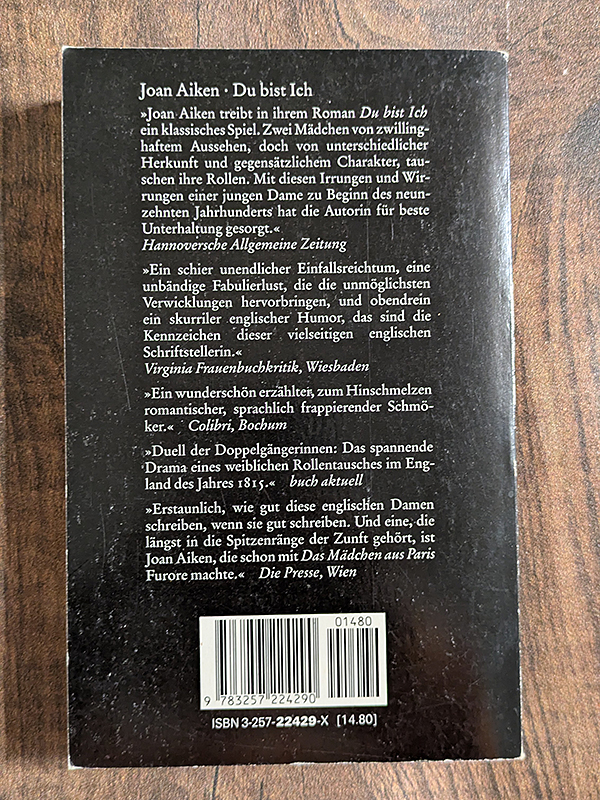 Joan Aiken · Du bist Ich
»Joan Aiken treibt in ihrem Roman Du bist Ich
ein klassisches Spiel. Zwei Mädchen von zwilling-
haftem Aussehen, doch von unterschiedlicher
Herkunft und gegensätzlichem Charakter, tau-
schen ihre Rollen. Mit diesen Irrungen und Wir-
rungen einer jungen Dame zu Beginn des neun-
zehnten Jahrhunderts hat die Autorin für beste
Unterhaltung gesorgt.«
Hannoversche Allgemeine Zeitung
»Ein schier unendlicher Einfallsreichtum, eine
unbändige Fabulierlust, die die unmöglichsten
Verwicklungen hervorbringen, und obendrein
ein skurriler englischer Humor, das sind die
Kennzeichen dieser vielseitigen englischen
Schriftstellerin.«
Virginia Frauenbuchkritik, Wiesbaden
»Ein wunderschön erzählter, zum Hinschmelzen
romantischer, sprachlich frappierender Schmö-
ker.« Colibri, Bochum
»Duell der Doppelgängerinnen: Das spannende
Drama eines weiblichen Rollentausches im Eng-
land des Jahres 1815.« buch aktuell
»Erstaunlich, wie gut diese englischen Damen
schreiben, wenn sie gut schreiben. Und eine, die
längst in die Spitzenränge der Zunft gehört, ist
Joan Aiken, die schon mit Das Mädchen aus Paris
Furore machte.« Die Presse, Wien
01480
9 783257 224290
ISBN 3-257-22429-X [14.80]